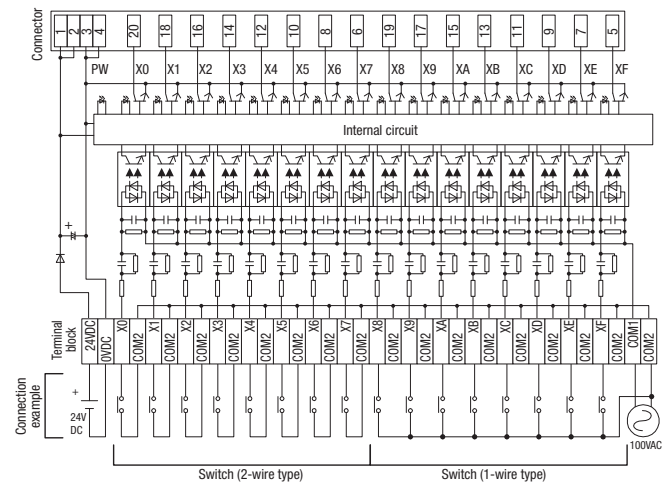 Connector
1 2 3 4 20 18 16 14 12 10 8 6 19 17 15 13 11 9 7 5
PW X0 X1 X2 X3 X4 X5 X6 X7 X8 X9 XA XB XC XD XE XF
Internal circuit
+
Terminal block
24VDC 0VDC X0 COM2 X1 COM2 X2 COM2 X3 COM2 X4 COM2 X5 COM2 X6 COM2 X7 COM2 X8 COM2 X9 COM2 XA COM2 XB COM2 XC COM2 XD COM2 XE COM2 XF COM2 COM1 COM2
Connection example
+
24V
DC
100VAC
Switch (2-wire type) Switch (1-wire type)